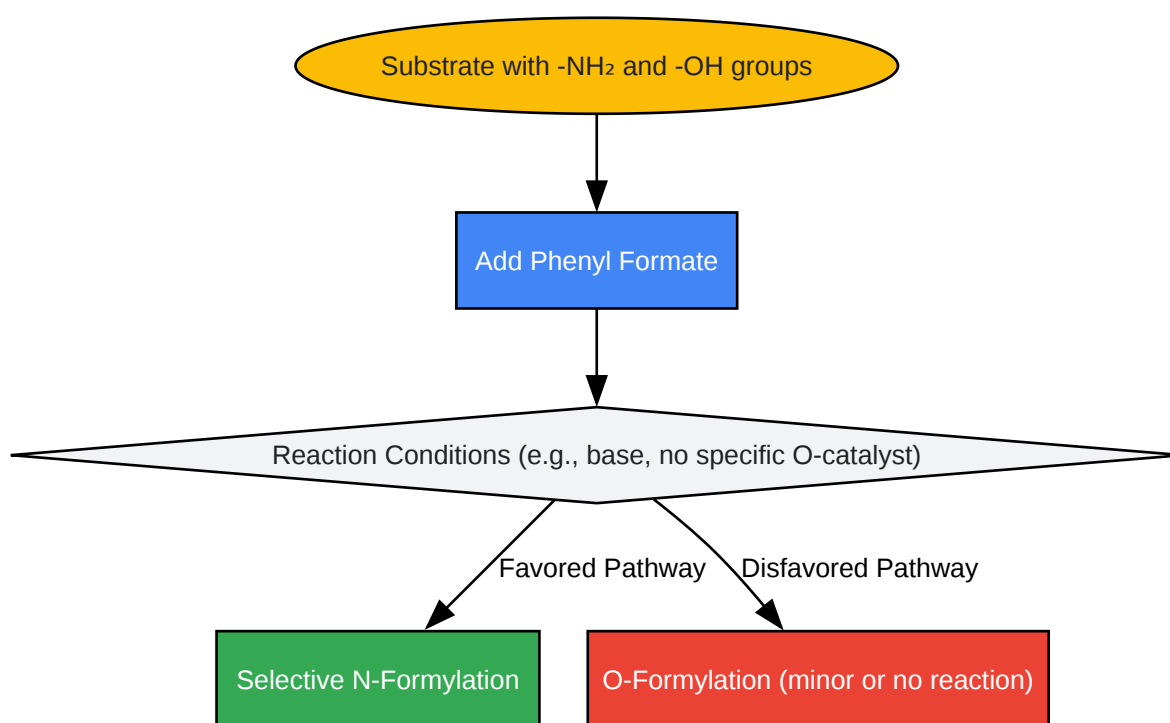 Substrate with -NH₂ and -OH groups
Add Phenyl Formate
Reaction Conditions (e.g., base, no specific O-catalyst)
Favored Pathway
Disfavored Pathway
Selective N-Formylation
O-Formylation (minor or no reaction)